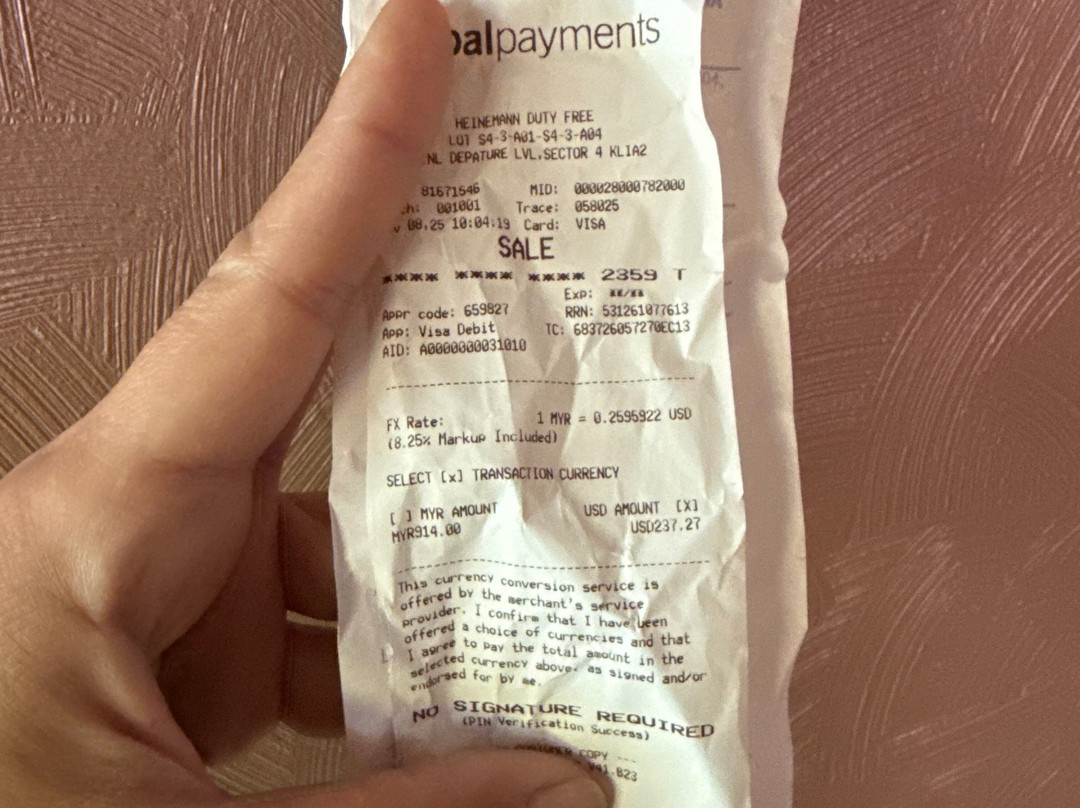 palpayments
HEINEMANN DUTY FREE
LOT S4-3-A01-S4-3-A04
NL DEPATURE LVL,SECTOR 4 KLIA2
81671546 MID: 000028000782000
h: 001001 Trace: 058025
v 08,25 10:04:19 Card: VISA
SALE
**** **** **** 2359 T
Exp: **/**
Appr code: 659827 RRN: 531261077613
App: Visa Debit TC: 683726057270EC13
AID: A0000000031010
FX Rate: 1 MYR = 0.2595922 USD
(8.25% Markup Included)
SELECT [x] TRANSACTION CURRENCY
[ ] MYR AMOUNT USD AMOUNT [X]
MYR914.00 USD237.27
This currency conversion service is
offered by the merchant's service
provider. I confirm that I have been
offered a choice of currencies and that
I agree to pay the total amount in the
selected currency above. as signed and/or
endorsed for by me.
NO SIGNATURE REQUIRED
(PIN Verification Success)
COPY ---